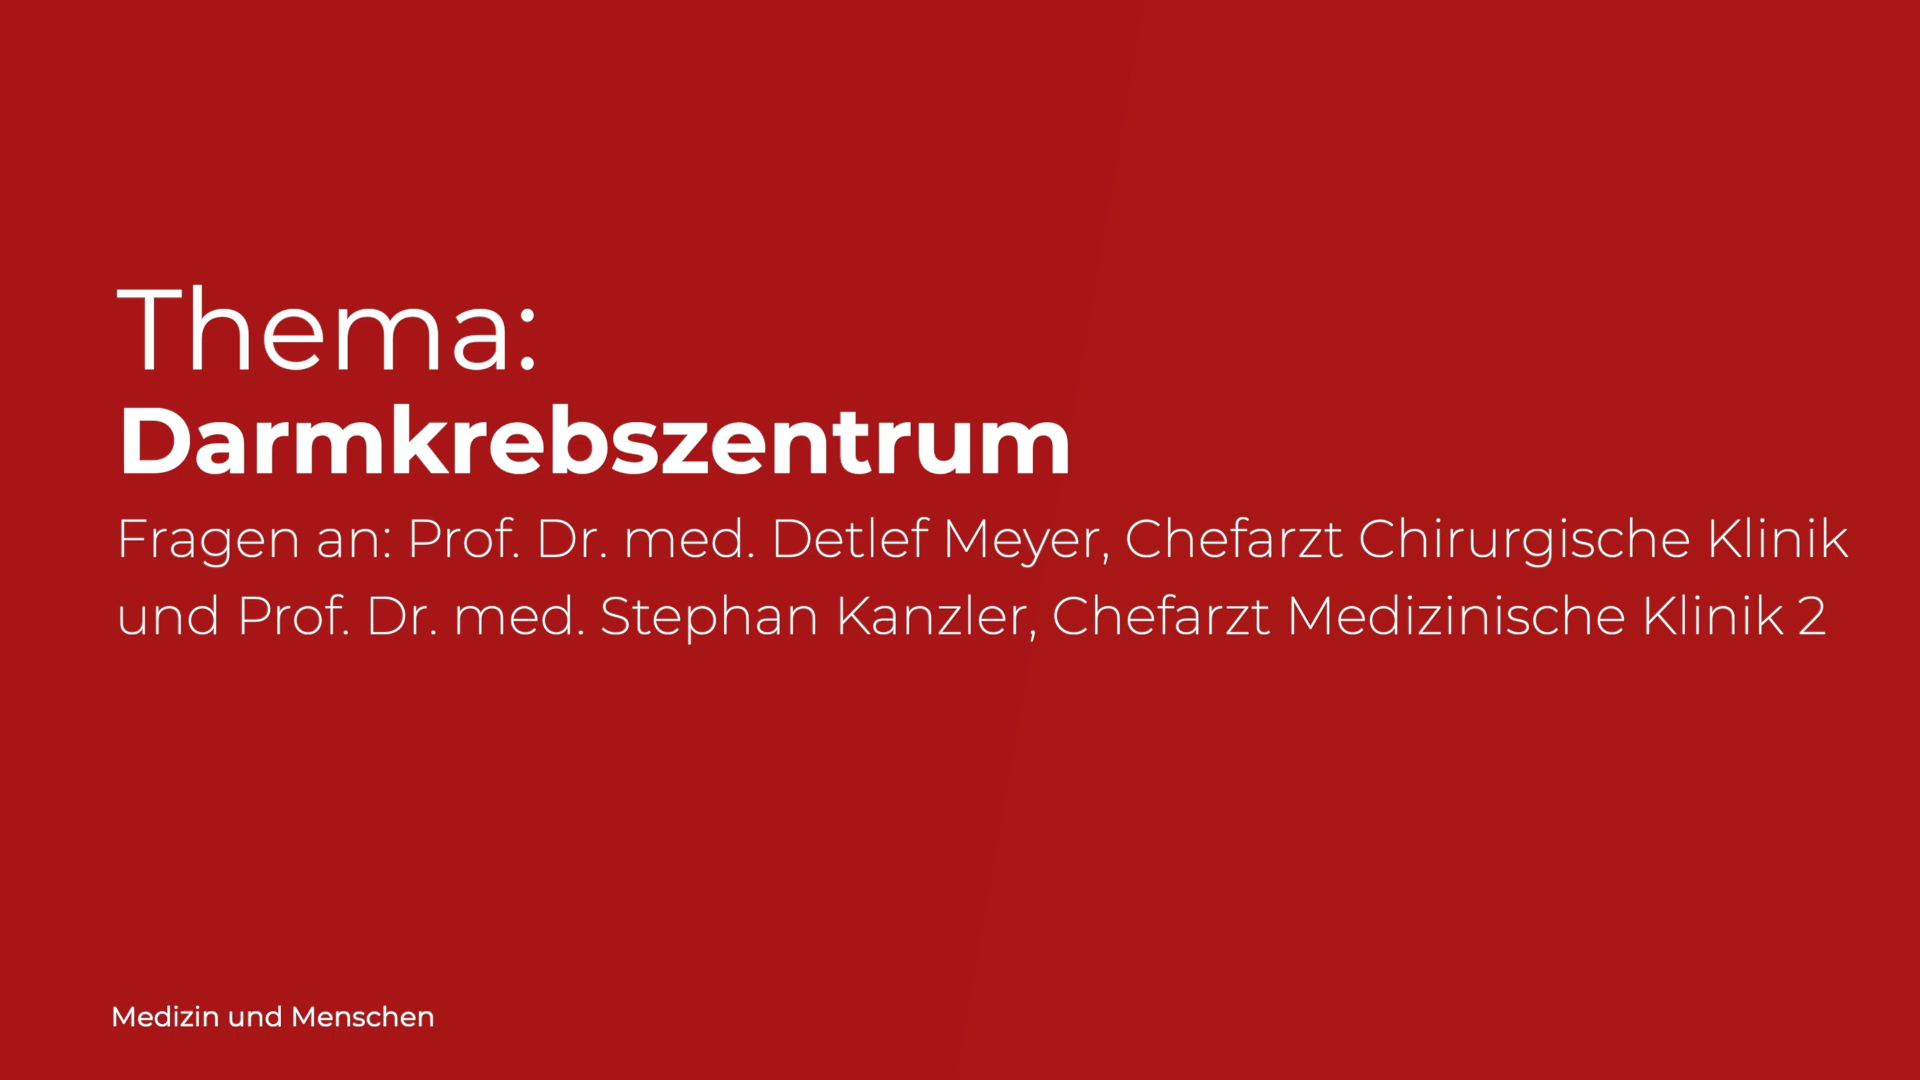 Thema:
Darmkrebszentrum
Fragen an: Prof. Dr. med. Detlef Meyer, Chefarzt Chirurgische Klinik
und Prof. Dr. med. Stephan Kanzler, Chefarzt Medizinische Klinik 2
Medizin und Menschen